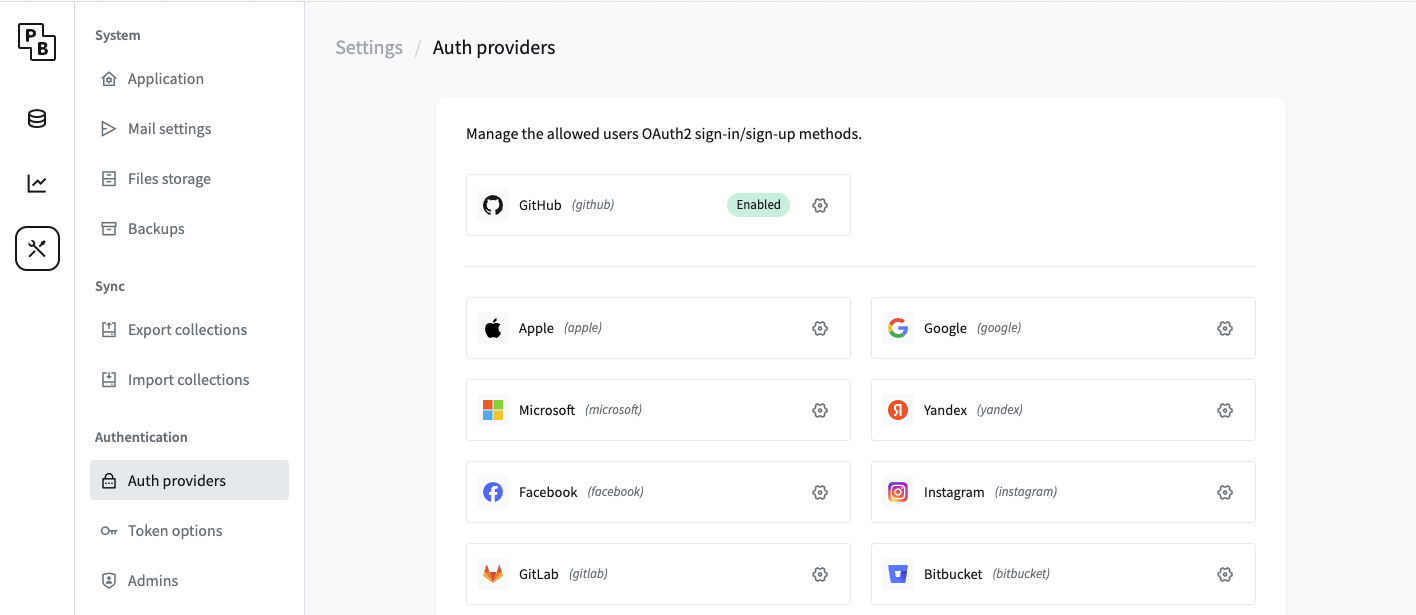 PB
System
Application
Mail settings
Files storage
Backups
Sync
Export collections
Import collections
Authentication
Auth providers
Token options
Admins
Settings / Auth providers
Manage the allowed users OAuth2 sign-in/sign-up methods.
GitHub (github) Enabled
Apple (apple)
Google (google)
Microsoft (microsoft)
Yandex (yandex)
Facebook (facebook)
Instagram (instagram)
GitLab (gitlab)
Bitbucket (bitbucket)